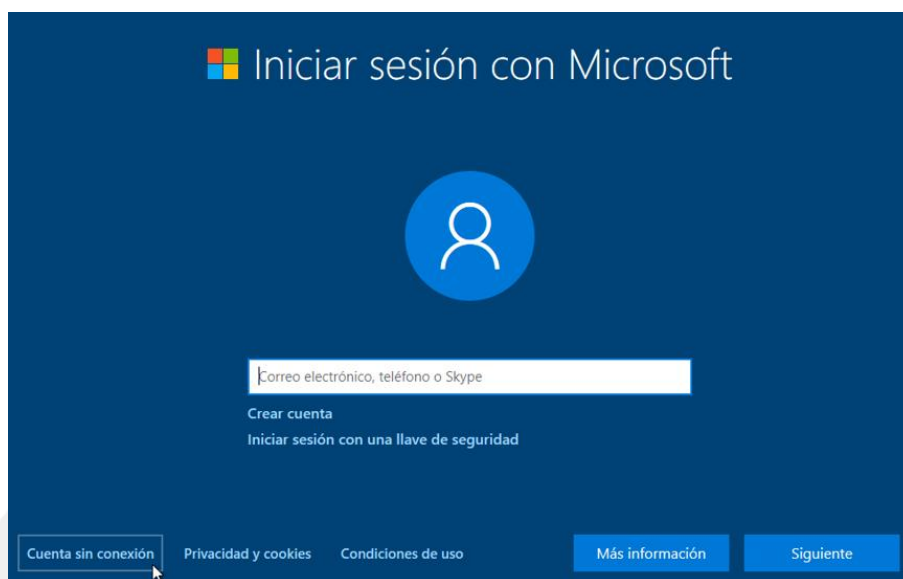 Iniciar sesión con Microsoft
Correo electrónico, teléfono o Skype
Crear cuenta
Iniciar sesión con una llave de seguridad
Cuenta sin conexión
Privacidad y cookies
Condiciones de uso
Más información
Siguiente